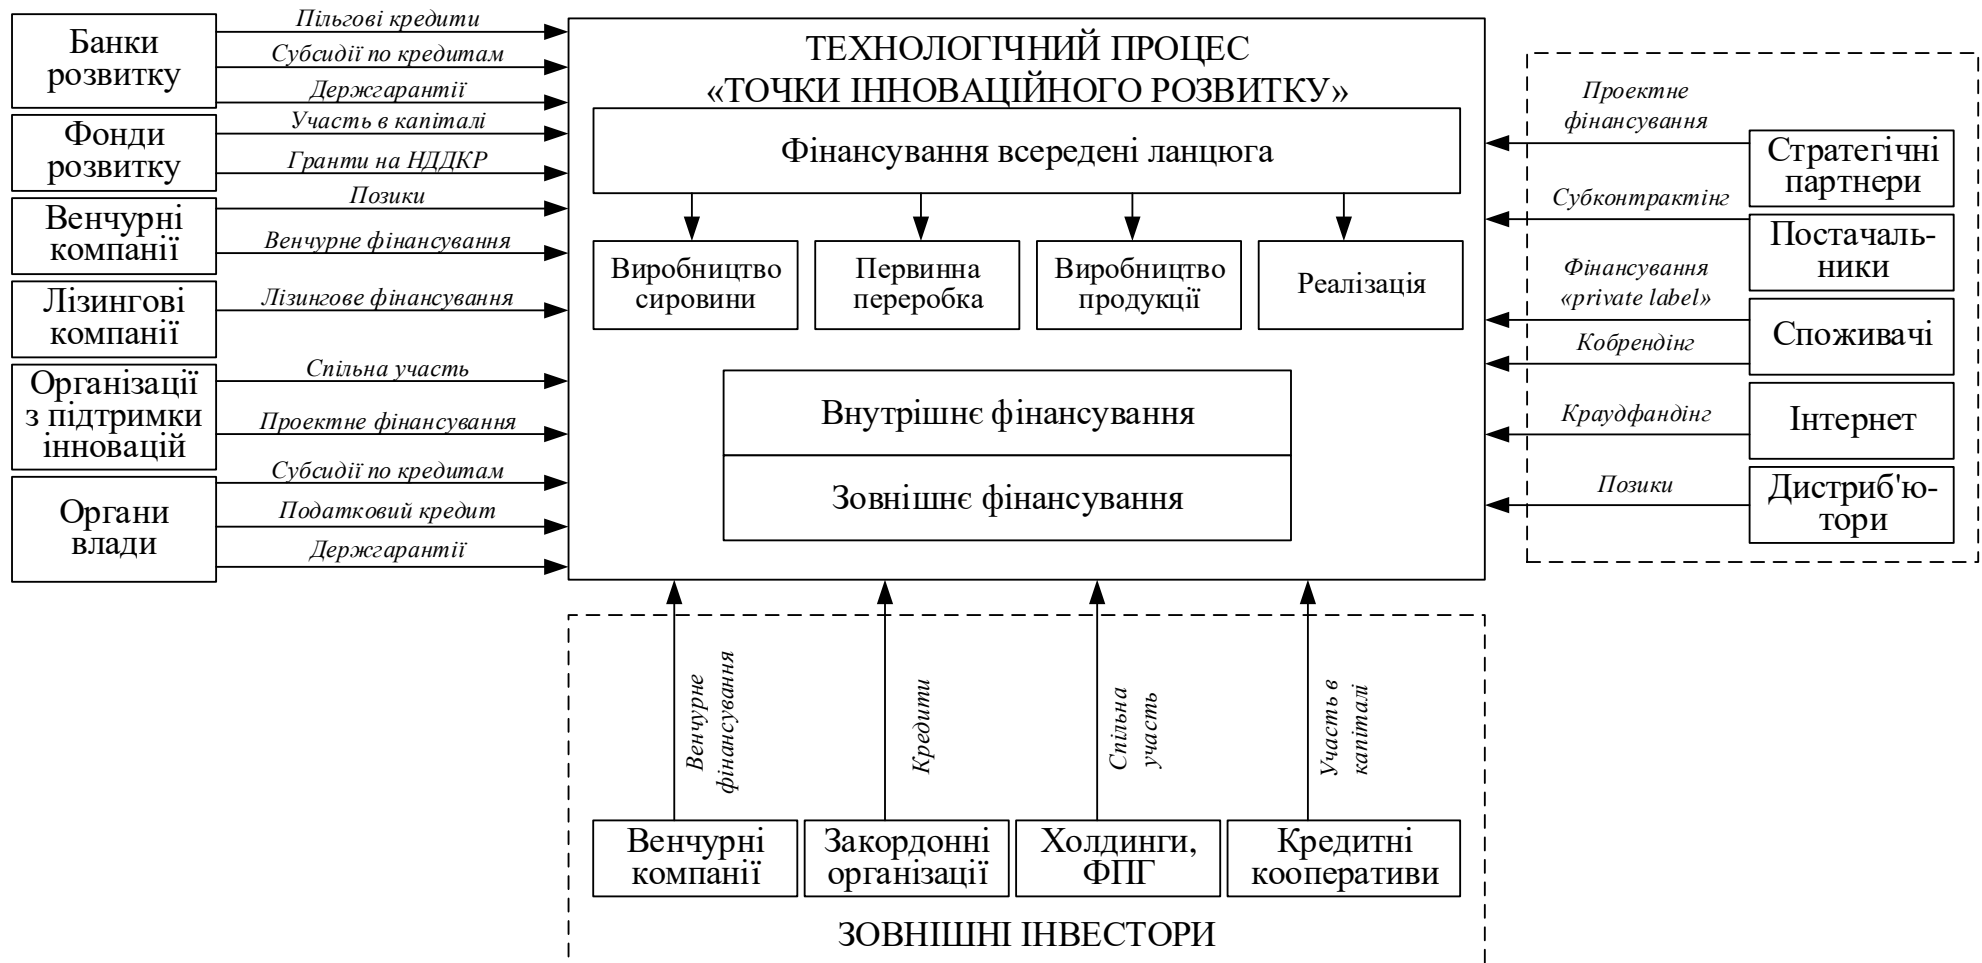 Банки
розвитку
Фонди
розвитку
Венчурні
компанії
Лізингові
компанії
Організації
з підтримки
інновацій
Органи
влади
Пільгові кредити
Субсидії по кредитам
Держгарантії
Участь в капіталі
Гранти на НДДКР
Позики
Венчурне фінансування
Лізингове фінансування
Спільна участь
Проектне фінансування
Субсидії по кредитам
Податковий кредит
Держгарантії
ТЕХНОЛОГІЧНИЙ ПРОЦЕС
«ТОЧКИ ІННОВАЦІЙНОГО РОЗВИТКУ»
Фінансування всередені ланцюга
Виробництво
сировини
Первинна
переробка
Виробництво
продукції
Реалізація
Внутрішнє фінансування
Зовнішнє фінансування
Проектне
фінансування
Субконтрактінг
Фінансування
«private label»
Кобрендінг
Краудфандінг
Позики
Стратегічні
партнери
Постачаль-
ники
Споживачі
Інтернет
Дистриб'ю-
тори
Венчурне
фінансування
Кредити
Спільна
участь
Участь в
капіталі
Венчурні
компанії
Закордонні
організації
Холдинги,
ФПГ
Кредитні
кооперативи
ЗОВНІШНІ ІНВЕСТОРИ